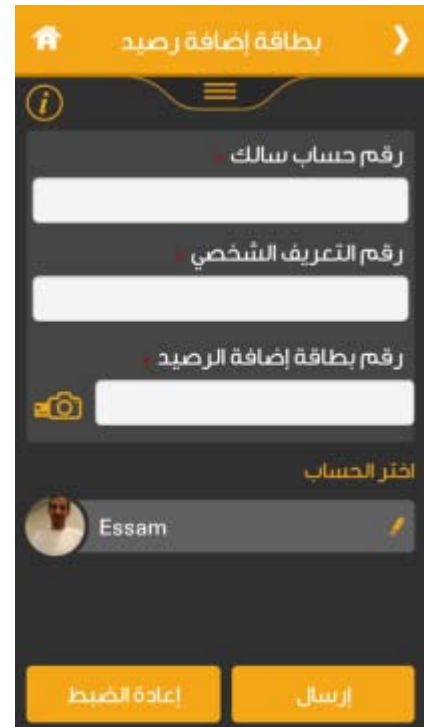 بطاقة إضافة رصيد
i
رقم حساب سالك *
رقم التعريف الشخصي *
رقم بطاقة إضافة الرصيد *
اختر الحساب
Essam
إرسال
إعادة الضبط